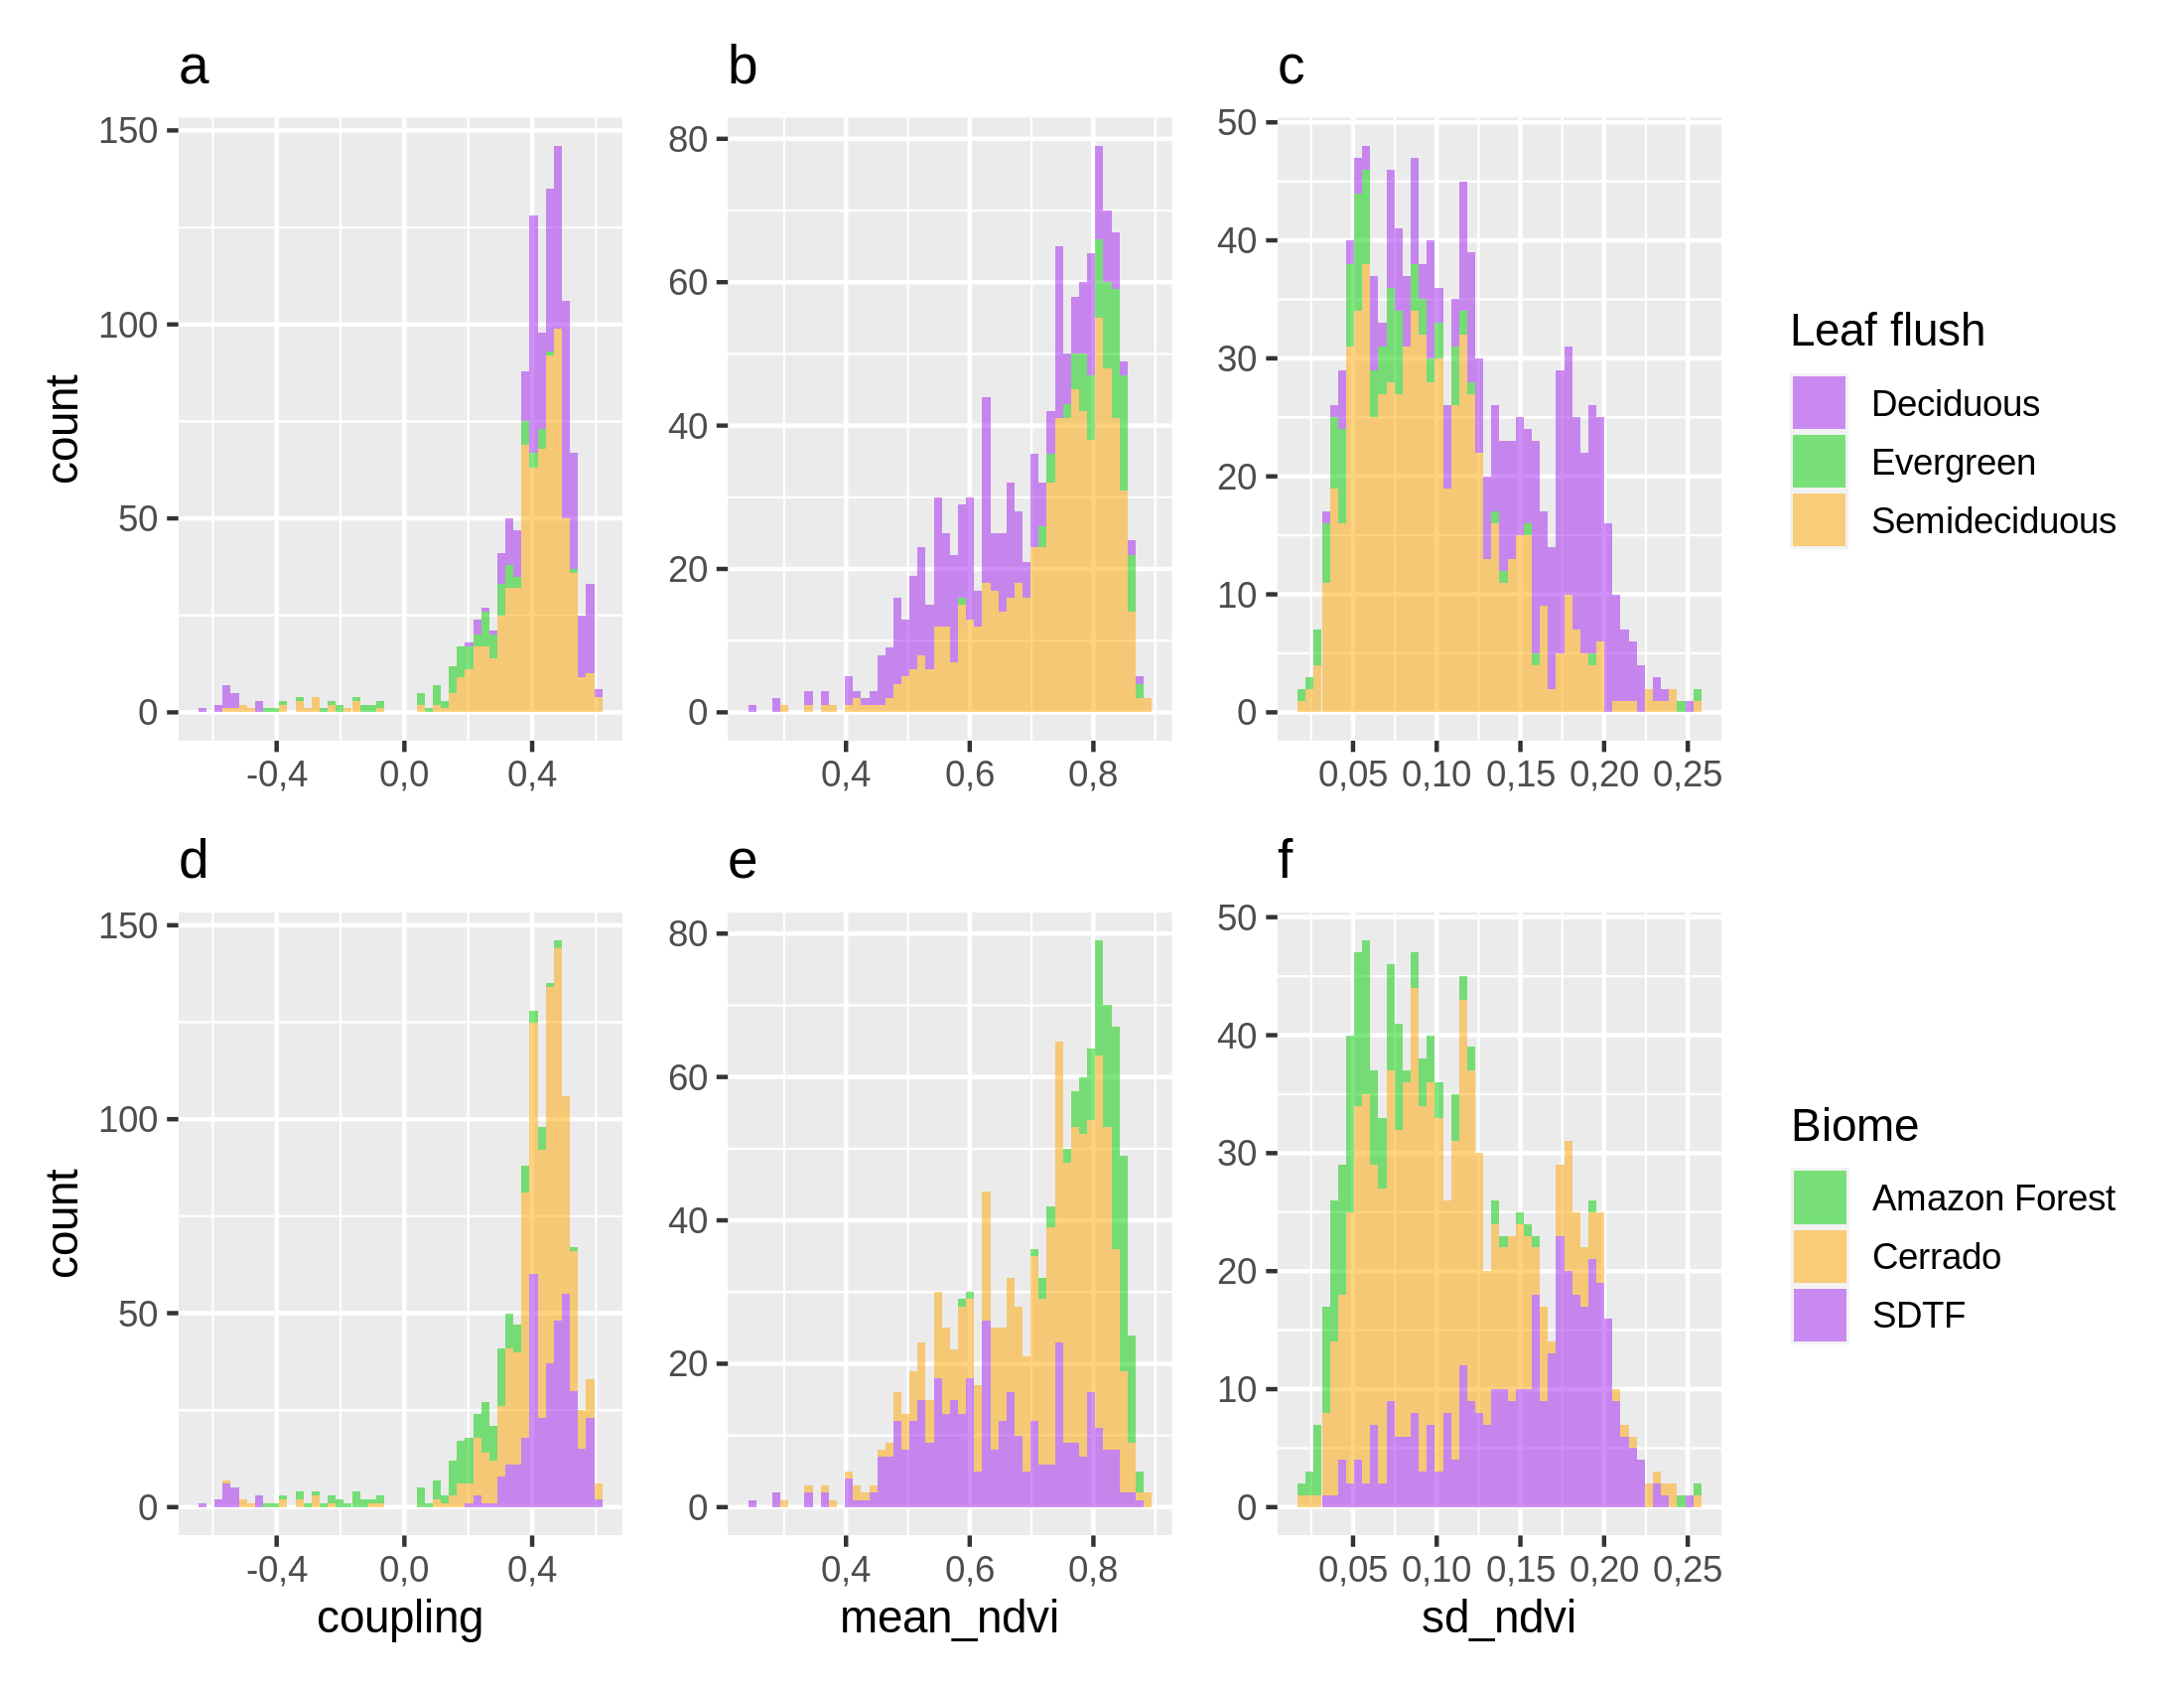 a
b
c
150
100
50
0
80
60
40
20
0
50
40
30
20
10
0
count
-0,4
0,0
0,4
0,4
0,6
0,8
0,05
0,10
0,15
0,20
0,25
Leaf flush
Deciduous
Evergreen
Semideciduous
d
e
f
150
100
50
0
80
60
40
20
0
50
40
30
20
10
0
count
-0,4
0,0
0,4
0,4
0,6
0,8
0,05
0,10
0,15
0,20
0,25
coupling
mean_ndvi
sd_ndvi
Biome
Amazon Forest
Cerrado
SDTF